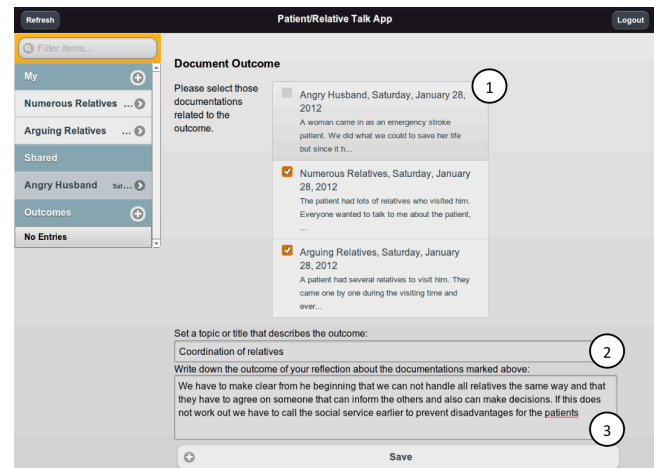 Refresh
Patient/Relative Talk App
Logout
Filter items...
My
Numerous Relatives ...
Arguing Relatives ...
Shared
Angry Husband Sat...
Outcomes
No Entries
Document Outcome
Please select those
documentations
related to the
outcome.
Angry Husband, Saturday, January 28,
2012
A woman came in as an emergency stroke
patient. We did what we could to save her life
but since it h...
1
Numerous Relatives, Saturday, January
28, 2012
The patient had lots of relatives who visited him.
Everyone wanted to talk to me about the patient,
...
Arguing Relatives, Saturday, January
28, 2012
A patient had several relatives to visit him. They
came one by one during the visiting time and
ever...
Set a topic or title that describes the outcome:
Coordination of relatives
2
Write down the outcome of your reflection about the documentations marked above:
We have to make clear from he beginning that we can not handle all relatives the same way and that
they have to agree on someone that can inform the others and also can make decisions. If this does
not work out we have to call the social service earlier to prevent disadvantages for the patients
3
Save